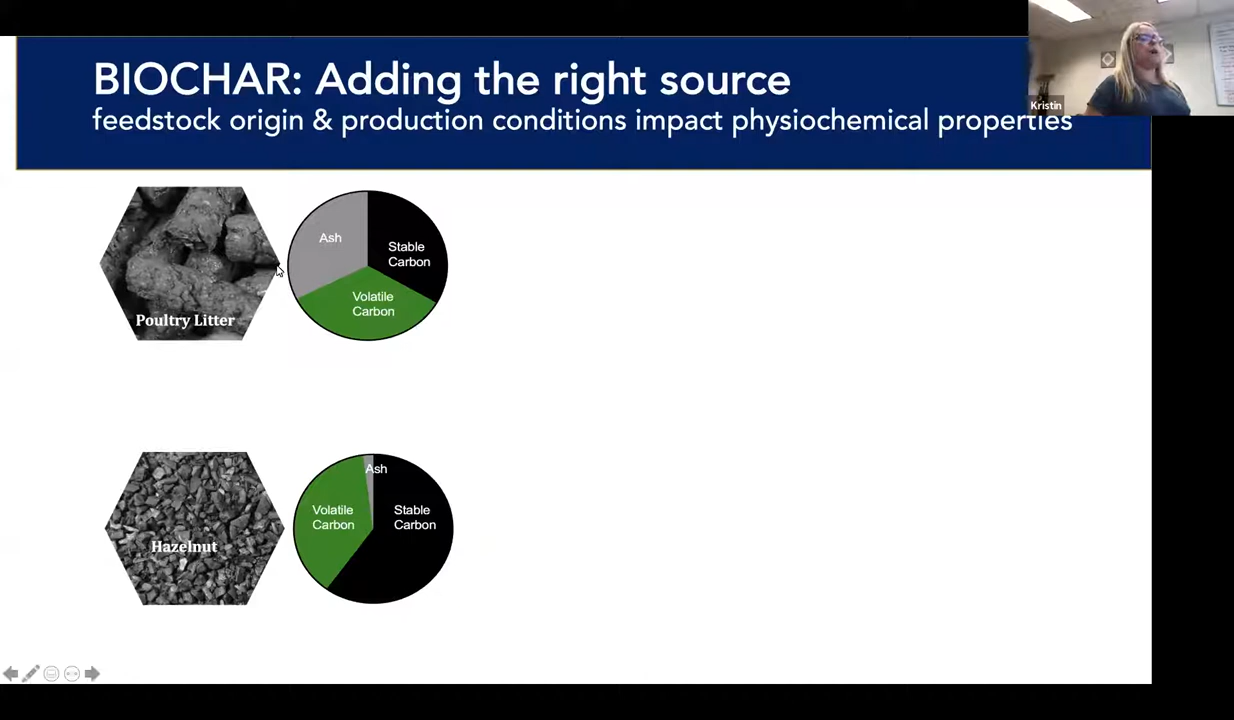 BIOCHAR: Adding the right source
feedstock origin & production conditions impact physiochemical properties
Kristin
Ash
Stable
Carbon
Volatile
Carbon
Poultry Litter
Ash
Volatile
Carbon
Stable
Carbon
Hazelnut